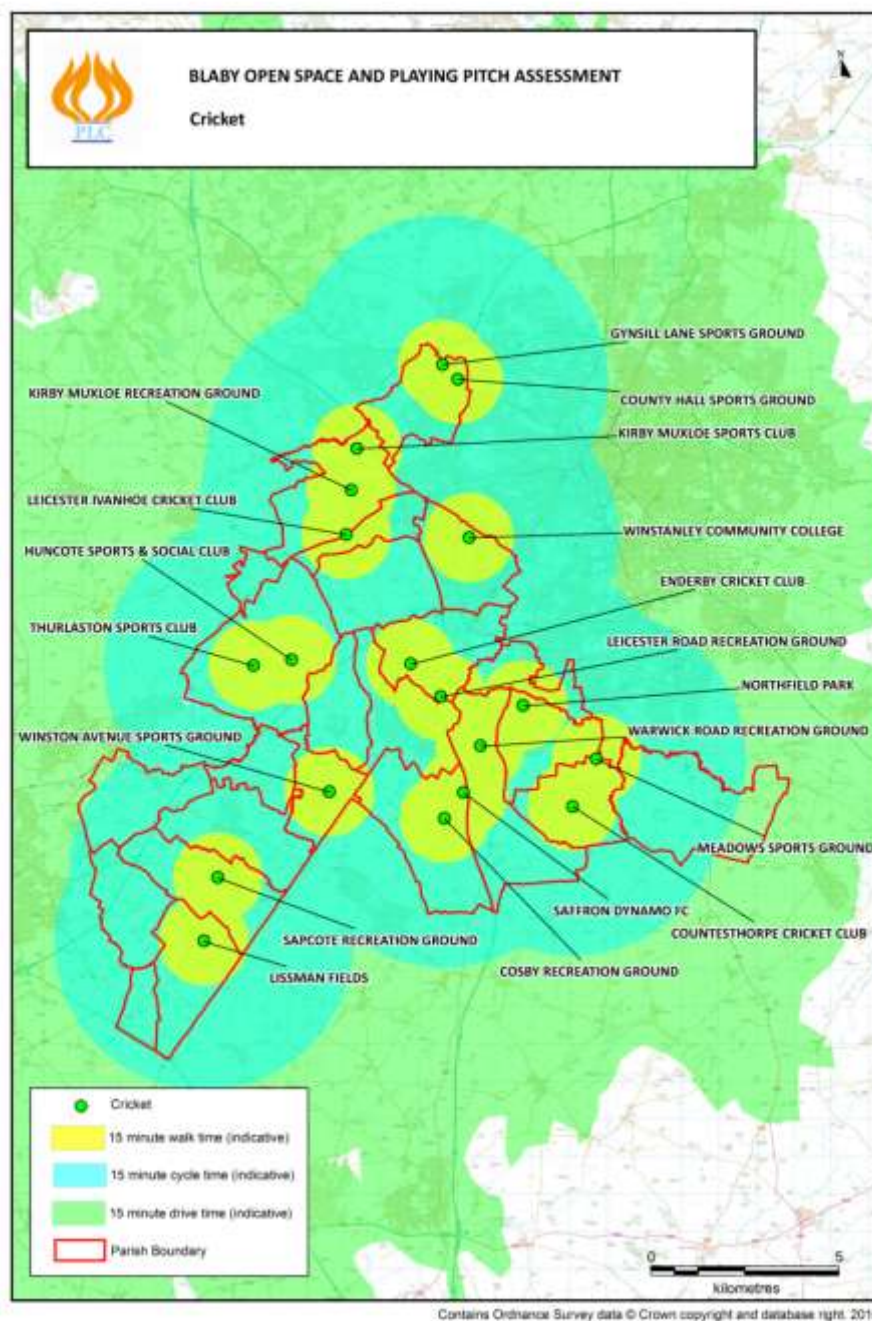 BLABY OPEN SPACE AND PLAYING PITCH ASSESSMENT
Cricket
PLC
N
GYNSILL LANE SPORTS GROUND
KIRBY MUXLOE RECREATION GROUND
COUNTY HALL SPORTS GROUND
KIRBY MUXLOE SPORTS CLUB
LEICESTER IVANHOE CRICKET CLUB
WINSTANLEY COMMUNITY COLLEGE
HUNCOTE SPORTS & SOCIAL CLUB
ENDERBY CRICKET CLUB
THURLASTON SPORTS CLUB
LEICESTER ROAD RECREATION GROUND
NORTHFIELD PARK
WINSTON AVENUE SPORTS GROUND
WARWICK ROAD RECREATION GROUND
MEADOWS SPORTS GROUND
SAFFRON DYNAMO FC
COUNTESTHORPE CRICKET CLUB
SAPCOTE RECREATION GROUND
COSBY RECREATION GROUND
LISSMAN FIELDS
Cricket
15 minute walk time (indicative)
15 minute cycle time (indicative)
15 minute drive time (indicative)
Parish Boundary
0 5
kilometres
Contains Ordnance Survey data © Crown copyright and database right. 201